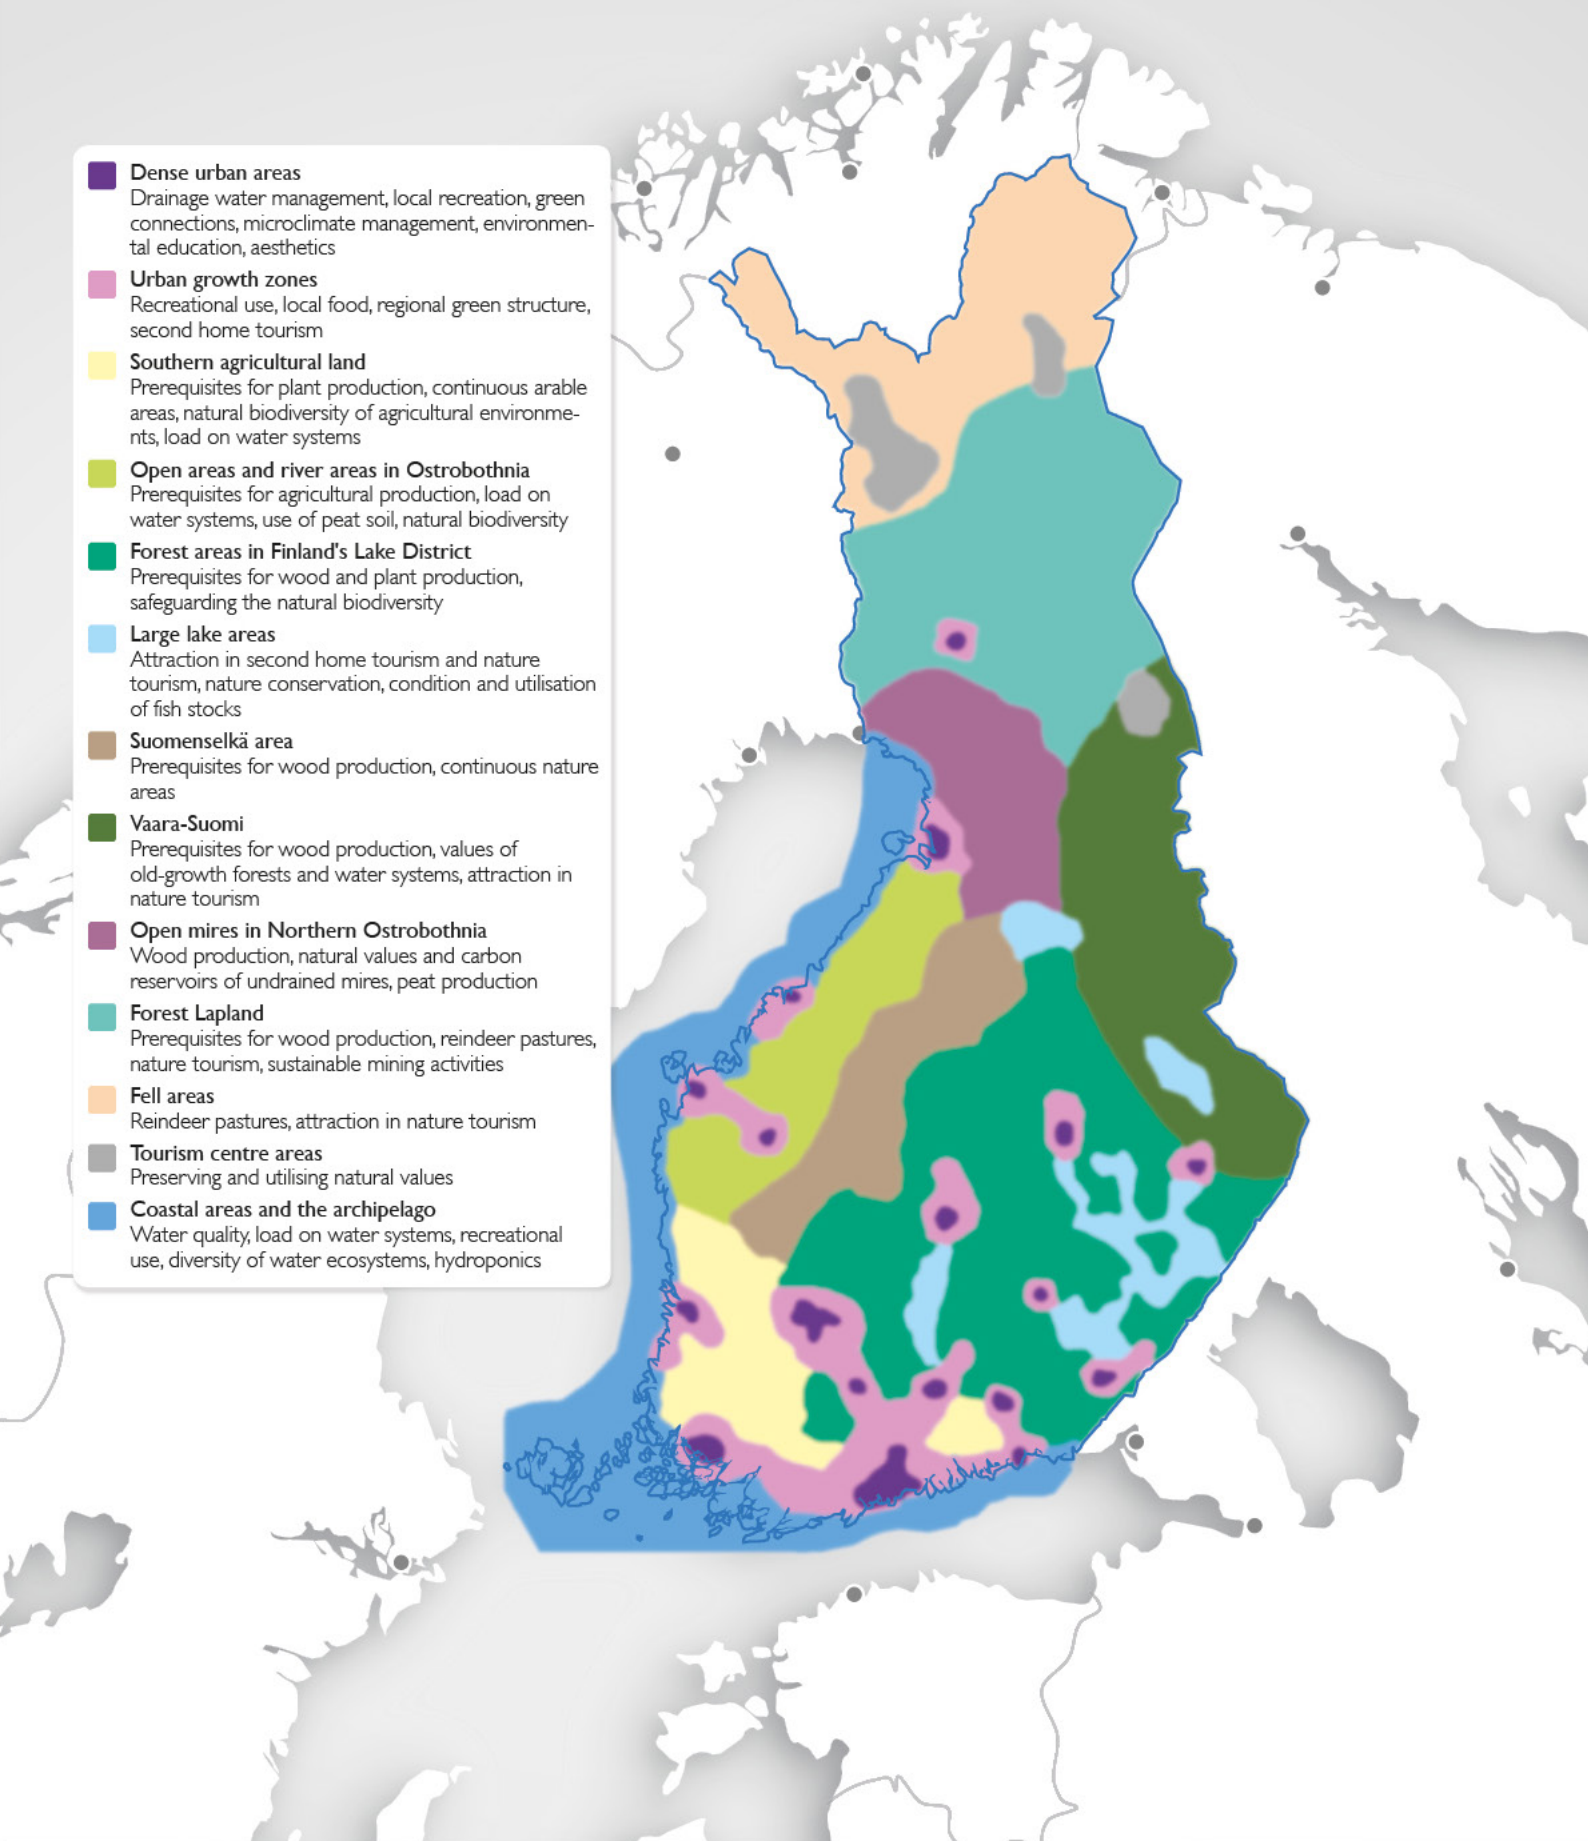 Dense urban areas
Drainage water management, local recreation, green
connections, microclimate management, environmen-
tal education, aesthetics
Urban growth zones
Recreational use, local food, regional green structure,
second home tourism
Southern agricultural land
Prerequisites for plant production, continuous arable
areas, natural biodiversity of agricultural environme-
nts, load on water systems
Open areas and river areas in Ostrobothnia
Prerequisites for agricultural production, load on
water systems, use of peat soil, natural biodiversity
Forest areas in Finland's Lake District
Prerequisites for wood and plant production,
safeguarding the natural biodiversity
Large lake areas
Attraction in second home tourism and nature
tourism, nature conservation, condition and utilisation
of fish stocks
Suomenselkä area
Prerequisites for wood production, continuous nature
areas
Vaara-Suomi
Prerequisites for wood production, values of
old-growth forests and water systems, attraction in
nature tourism
Open mires in Northern Ostrobothnia
Wood production, natural values and carbon
reservoirs of undrained mires, peat production
Forest Lapland
Prerequisites for wood production, reindeer pastures,
nature tourism, sustainable mining activities
Fell areas
Reindeer pastures, attraction in nature tourism
Tourism centre areas
Preserving and utilising natural values
Coastal areas and the archipelago
Water quality, load on water systems, recreational
use, diversity of water ecosystems, hydroponics